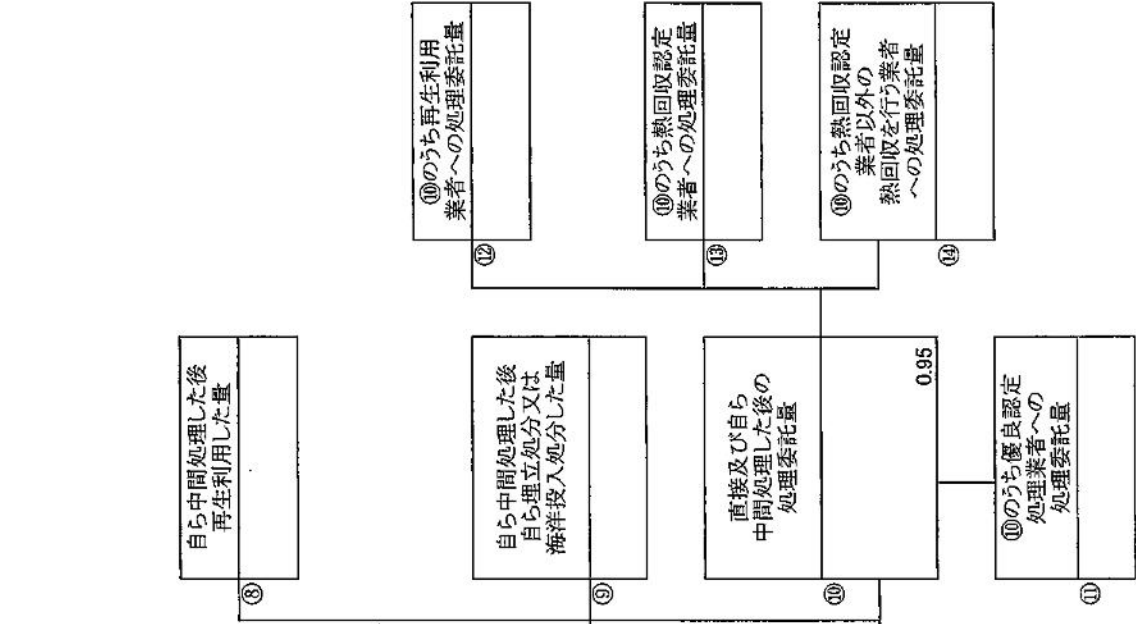 ⑧
自ら中間処理した後
再生利用した量
⑨
自ら中間処理した後
自ら埋立処分又は
海洋投入処分した量
⑩
直接及び自ら
中間処理した後の
処理委託量
0.95
⑪
⑩のうち優良認定
処理業者への
処理委託量
⑫
⑩のうち再生利用
業者への処理委託量
⑬
⑩のうち熱回収認定
業者への処理委託量
⑭
⑩のうち熱回収認定
業者以外の
熱回収を行う業者
への処理委託量